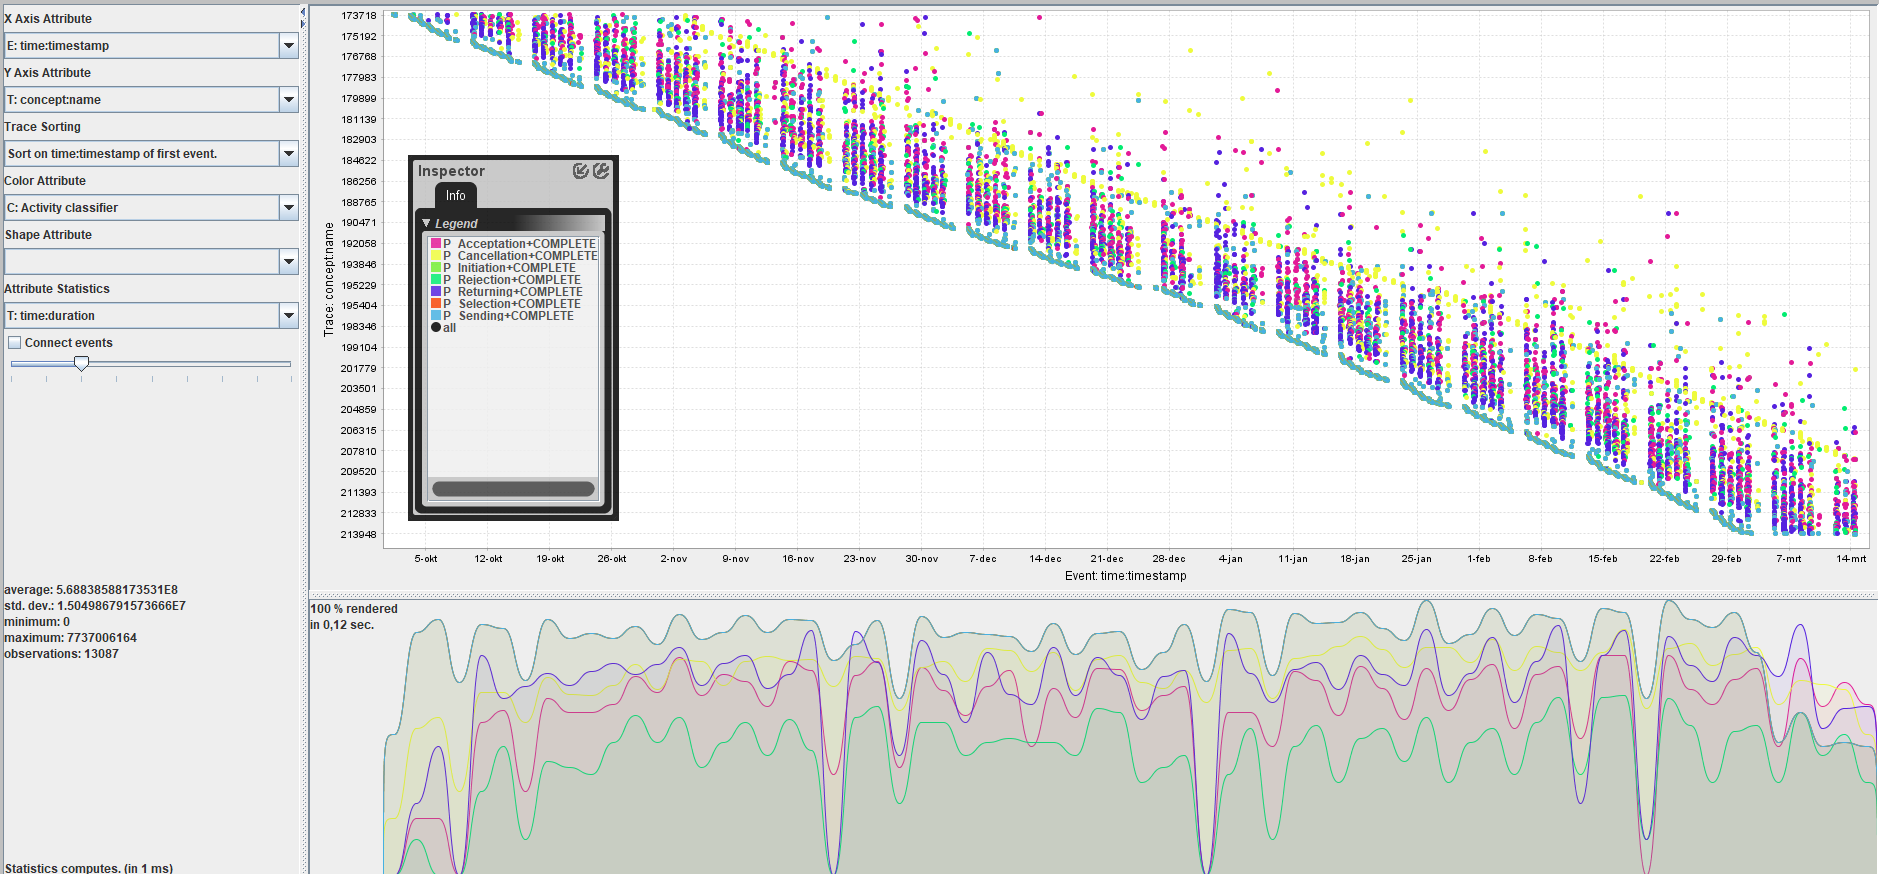 X Axis Attribute
E: time:timestamp
Y Axis Attribute
T: concept:name
Trace Sorting
Sort on time:timestamp of first event.
Color Attribute
C: Activity classifier
Shape Attribute
Attribute Statistics
T: time:duration
Connect events
average: 5.68838588173531E8
std. dev.: 1.504986791573666E7
minimum: 0
maximum: 7737006164
observations: 13087
Statistics computes. (in 1 ms)
Trace: concept:name
173718
175192
176768
177983
179899
181139
182903
184622
186256
188765
190471
192058
193846
195229
195404
198346
199104
201779
203501
204859
206315
207810
209520
211393
212833
213948
Inspector
Info
Legend
P Acceptation+COMPLETE
P Cancellation+COMPLETE
P Initiation+COMPLETE
P Rejection+COMPLETE
P Returning+COMPLETE
P Selection+COMPLETE
P Sending+COMPLETE
all
5-okt 12-okt 19-okt 26-okt 2-nov 9-nov 16-nov 23-nov 30-nov 7-dec 14-dec 21-dec 28-dec 4-jan 11-jan 18-jan 25-jan 1-feb 8-feb 15-feb 22-feb 29-feb 7-mrt 14-mrt
Event: time:timestamp
100 % rendered
in 0,12 sec.